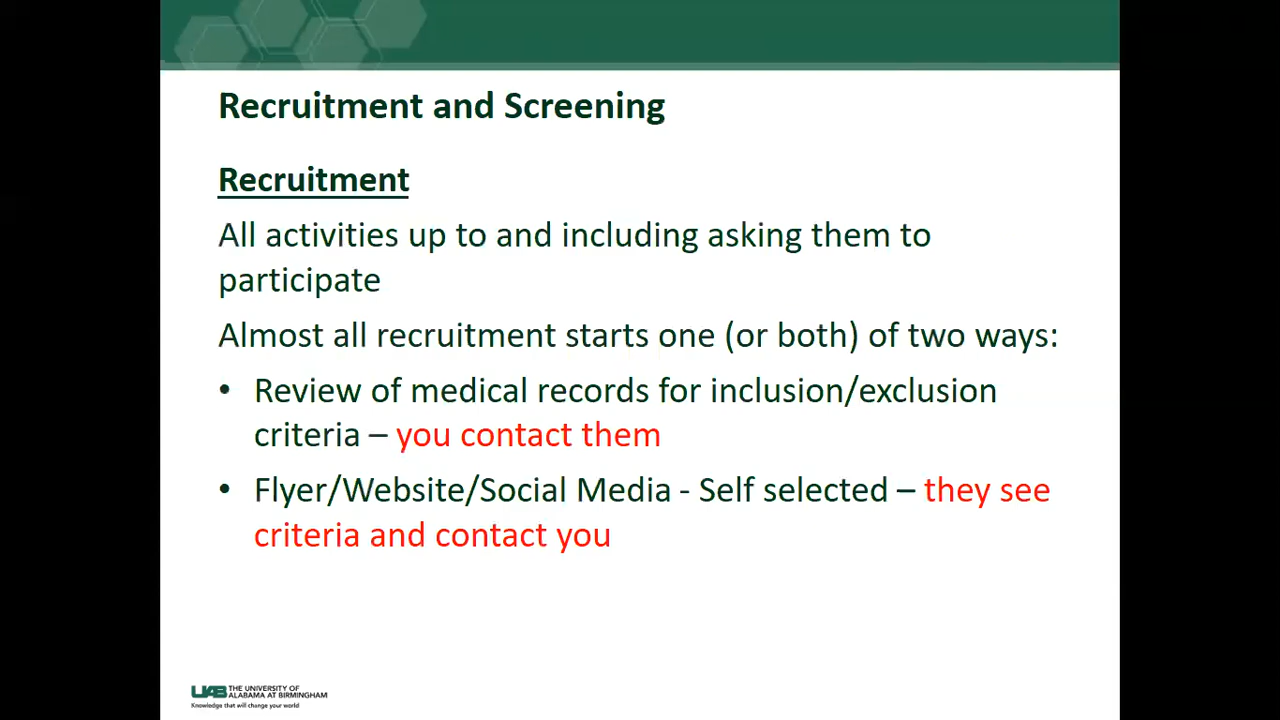 Recruitment and Screening
Recruitment
All activities up to and including asking them to
participate
Almost all recruitment starts one (or both) of two ways:
• Review of medical records for inclusion/exclusion
criteria – you contact them
• Flyer/Website/Social Media - Self selected – they see
criteria and contact you
UAB THE UNIVERSITY OF
ALABAMA AT BIRMINGHAM
Knowledge that will change your world